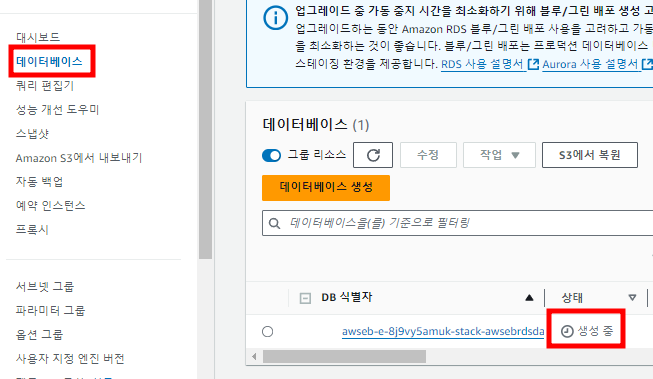 대시보드
데이터베이스
쿼리 편집기
성능 개선 도우미
스냅샷
Amazon S3에서 내보내기
자동 백업
예약 인스턴스
프록시
서브넷 그룹
파라미터 그룹
옵션 그룹
사용자 지정 엔진 버전
업그레이드 중 가동 중지 시간을 최소화하기 위해 블루/그린 배포 생성 고
업그레이드하는 동안 Amazon RDS 블루/그린 배포 사용을 고려하고 가동
을 최소화하는 것이 좋습니다. 블루/그린 배포는 프로덕션 데이터베이스
스테이징 환경을 제공합니다. RDS 사용 설명서 Aurora 사용 설명서
데이터베이스 (1)
그룹 리소스 수정 작업 S3에서 복원
데이터베이스 생성
데이터베이스을(를) 기준으로 필터링
DB 식별자 상태
awseb-e-8j9vy5amuk-stack-awsebrdsda 생성 중